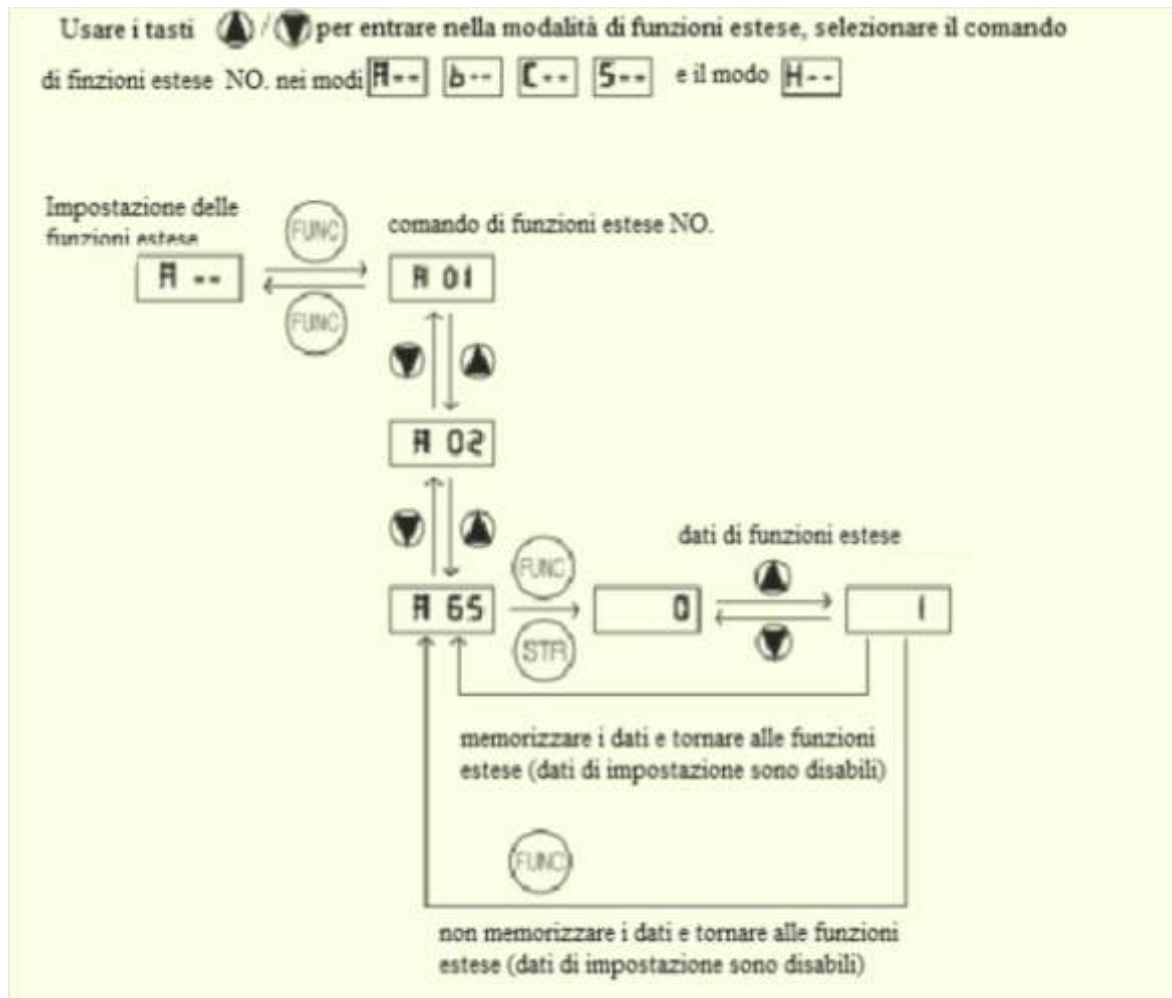 Usare i tasti / per entrare nella modalità di funzioni estese, selezionare il comando
di finzioni estese NO. nei modi A-- b-- C-- S-- e il modo H--
Impostazione delle
funzioni estese
FUNC
comando di funzioni estese NO.
A --
A 01
FUNC
A 02
dati di funzioni estese
FUNC
A 65
0
1
STR
memorizzare i dati e tornare alle funzioni
estese (dati di impostazione sono disabili)
FUNC
non memorizzare i dati e tornare alle funzioni
estese (dati di impostazione sono disabili)